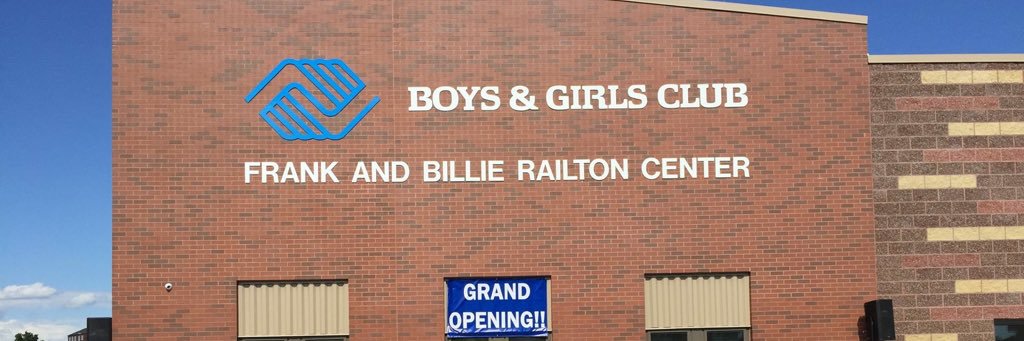 BOYS & GIRLS CLUB
FRANK AND BILLIE RAILTON CENTER
GRAND
OPENING!!